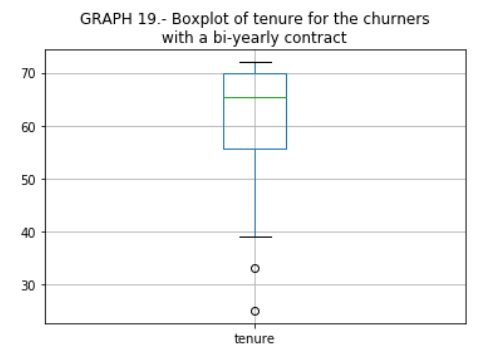 GRAPH 19.- Boxplot of tenure for the churners
with a bi-yearly contract
70
60
50
40
30
tenure